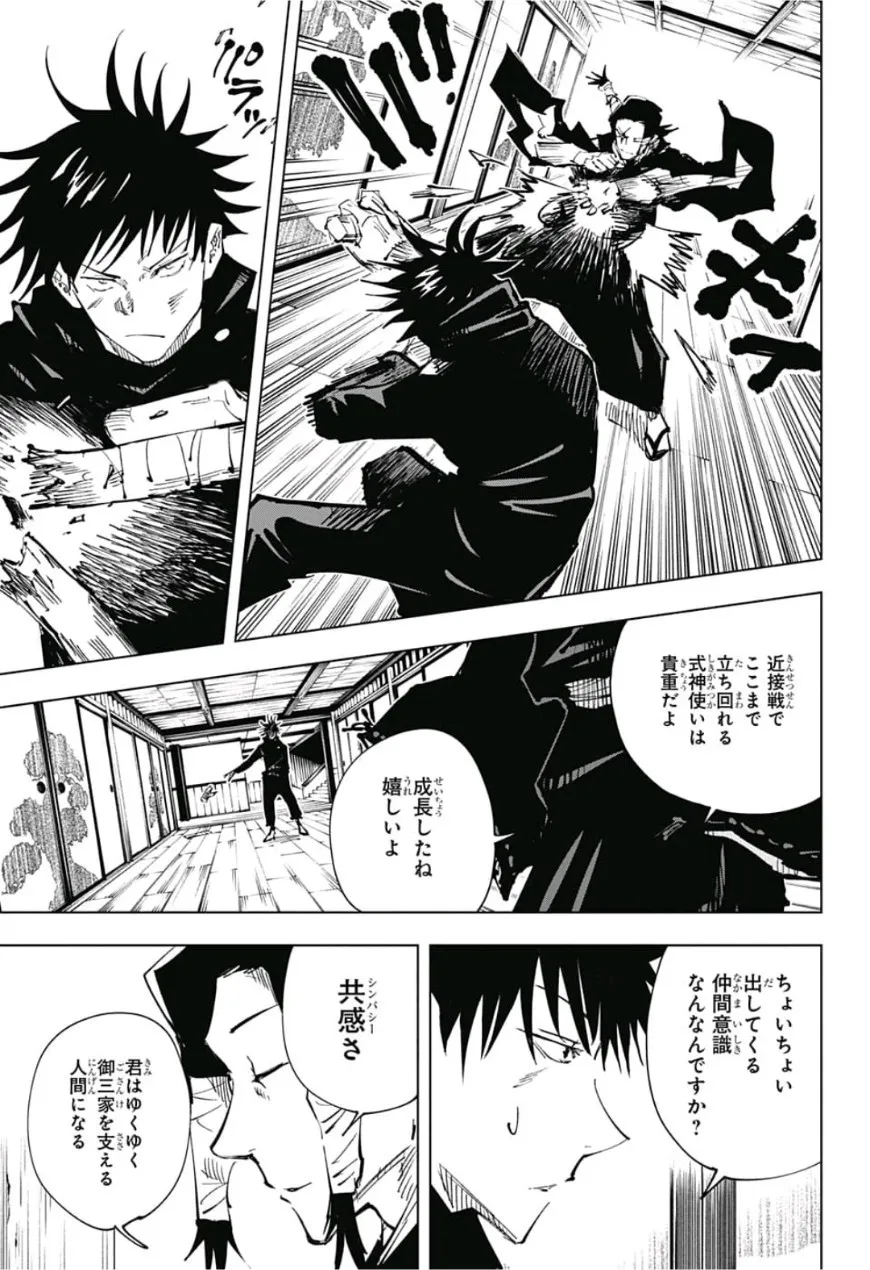 パラッ
近接戦で
ここまで
立ち回れる
式神使いは
貴重だよ
成長したね
嬉しいよ
ちょいちょい
出してくる
仲間意識
なんなんですか？
共感さ
君はゆくゆく
御三家を支える
人間になる